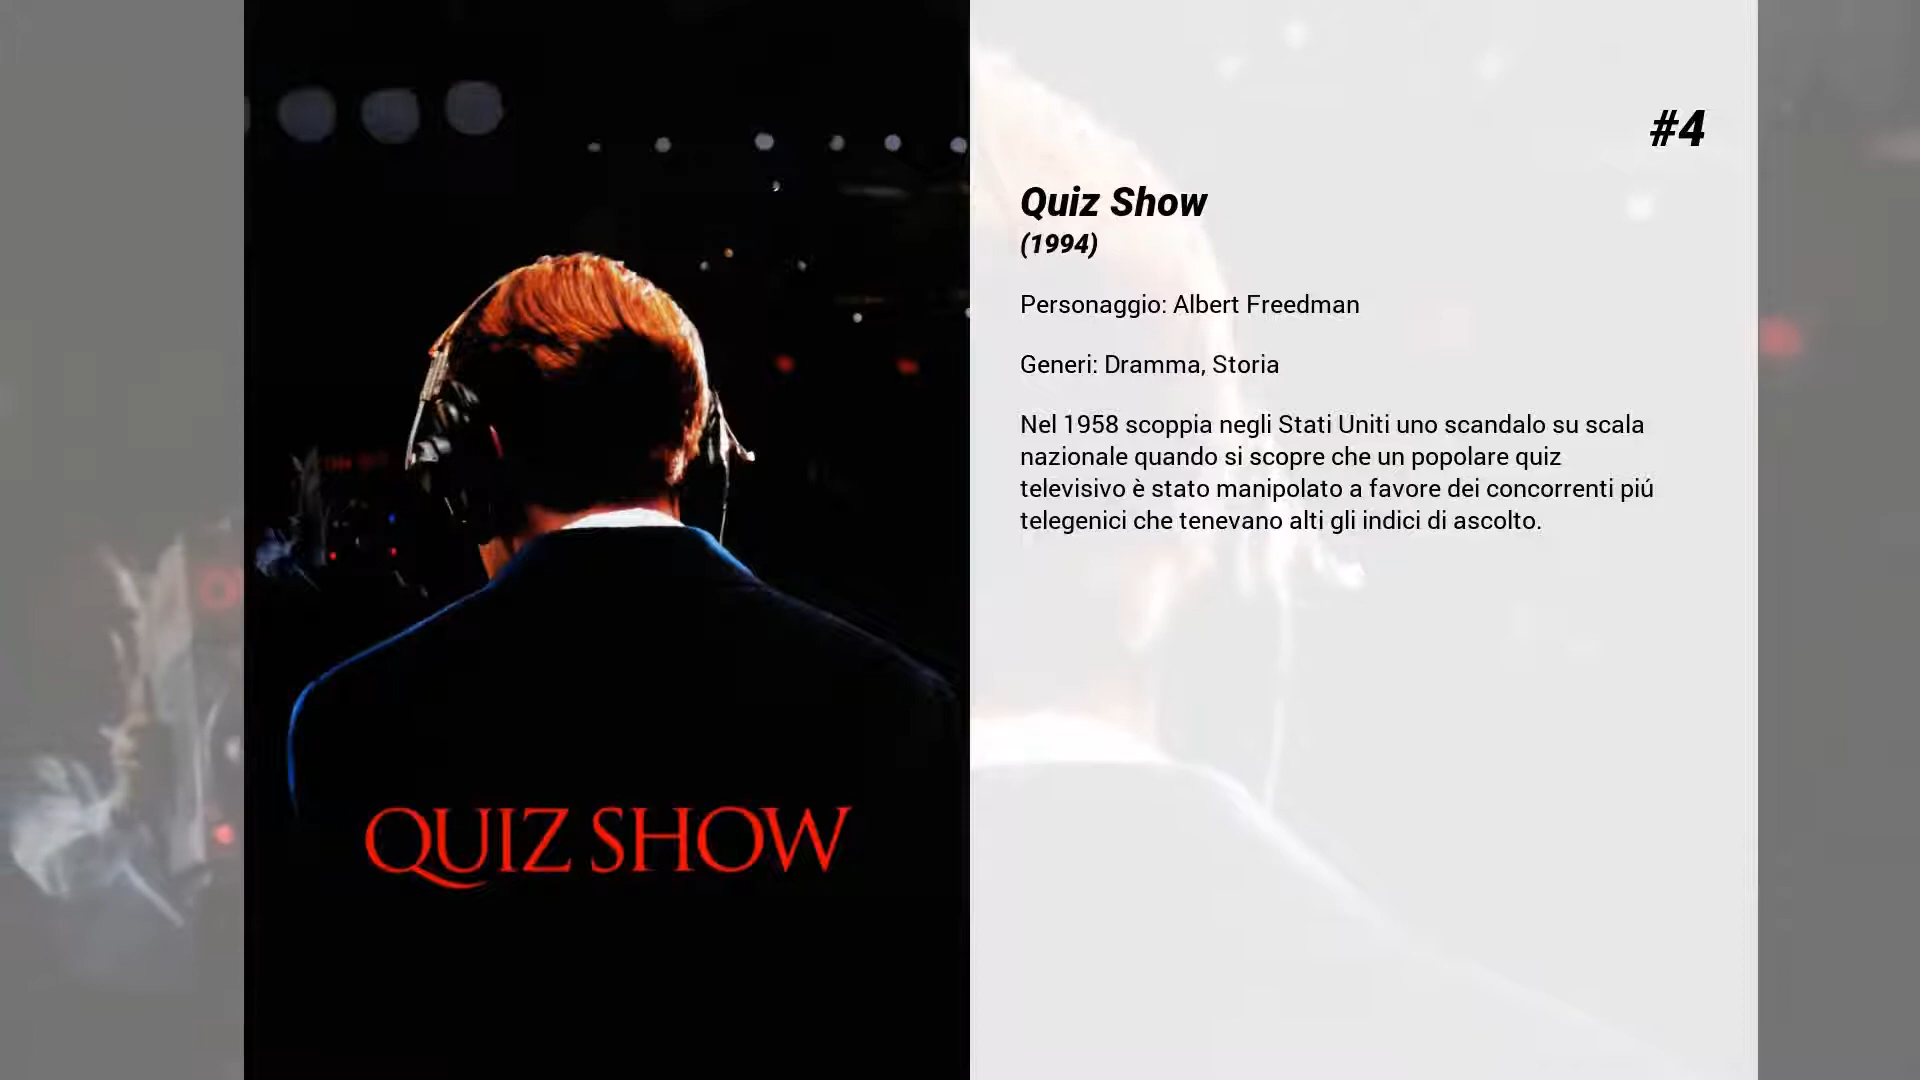 #4
Quiz Show
(1994)
Personaggio: Albert Freedman
Generi: Dramma, Storia
Nel 1958 scoppia negli Stati Uniti uno scandalo su scala
nazionale quando si scopre che un popolare quiz
televisivo è stato manipolato a favore dei concorrenti piú
telegenici che tenevano alti gli indici di ascolto.
QUIZ SHOW